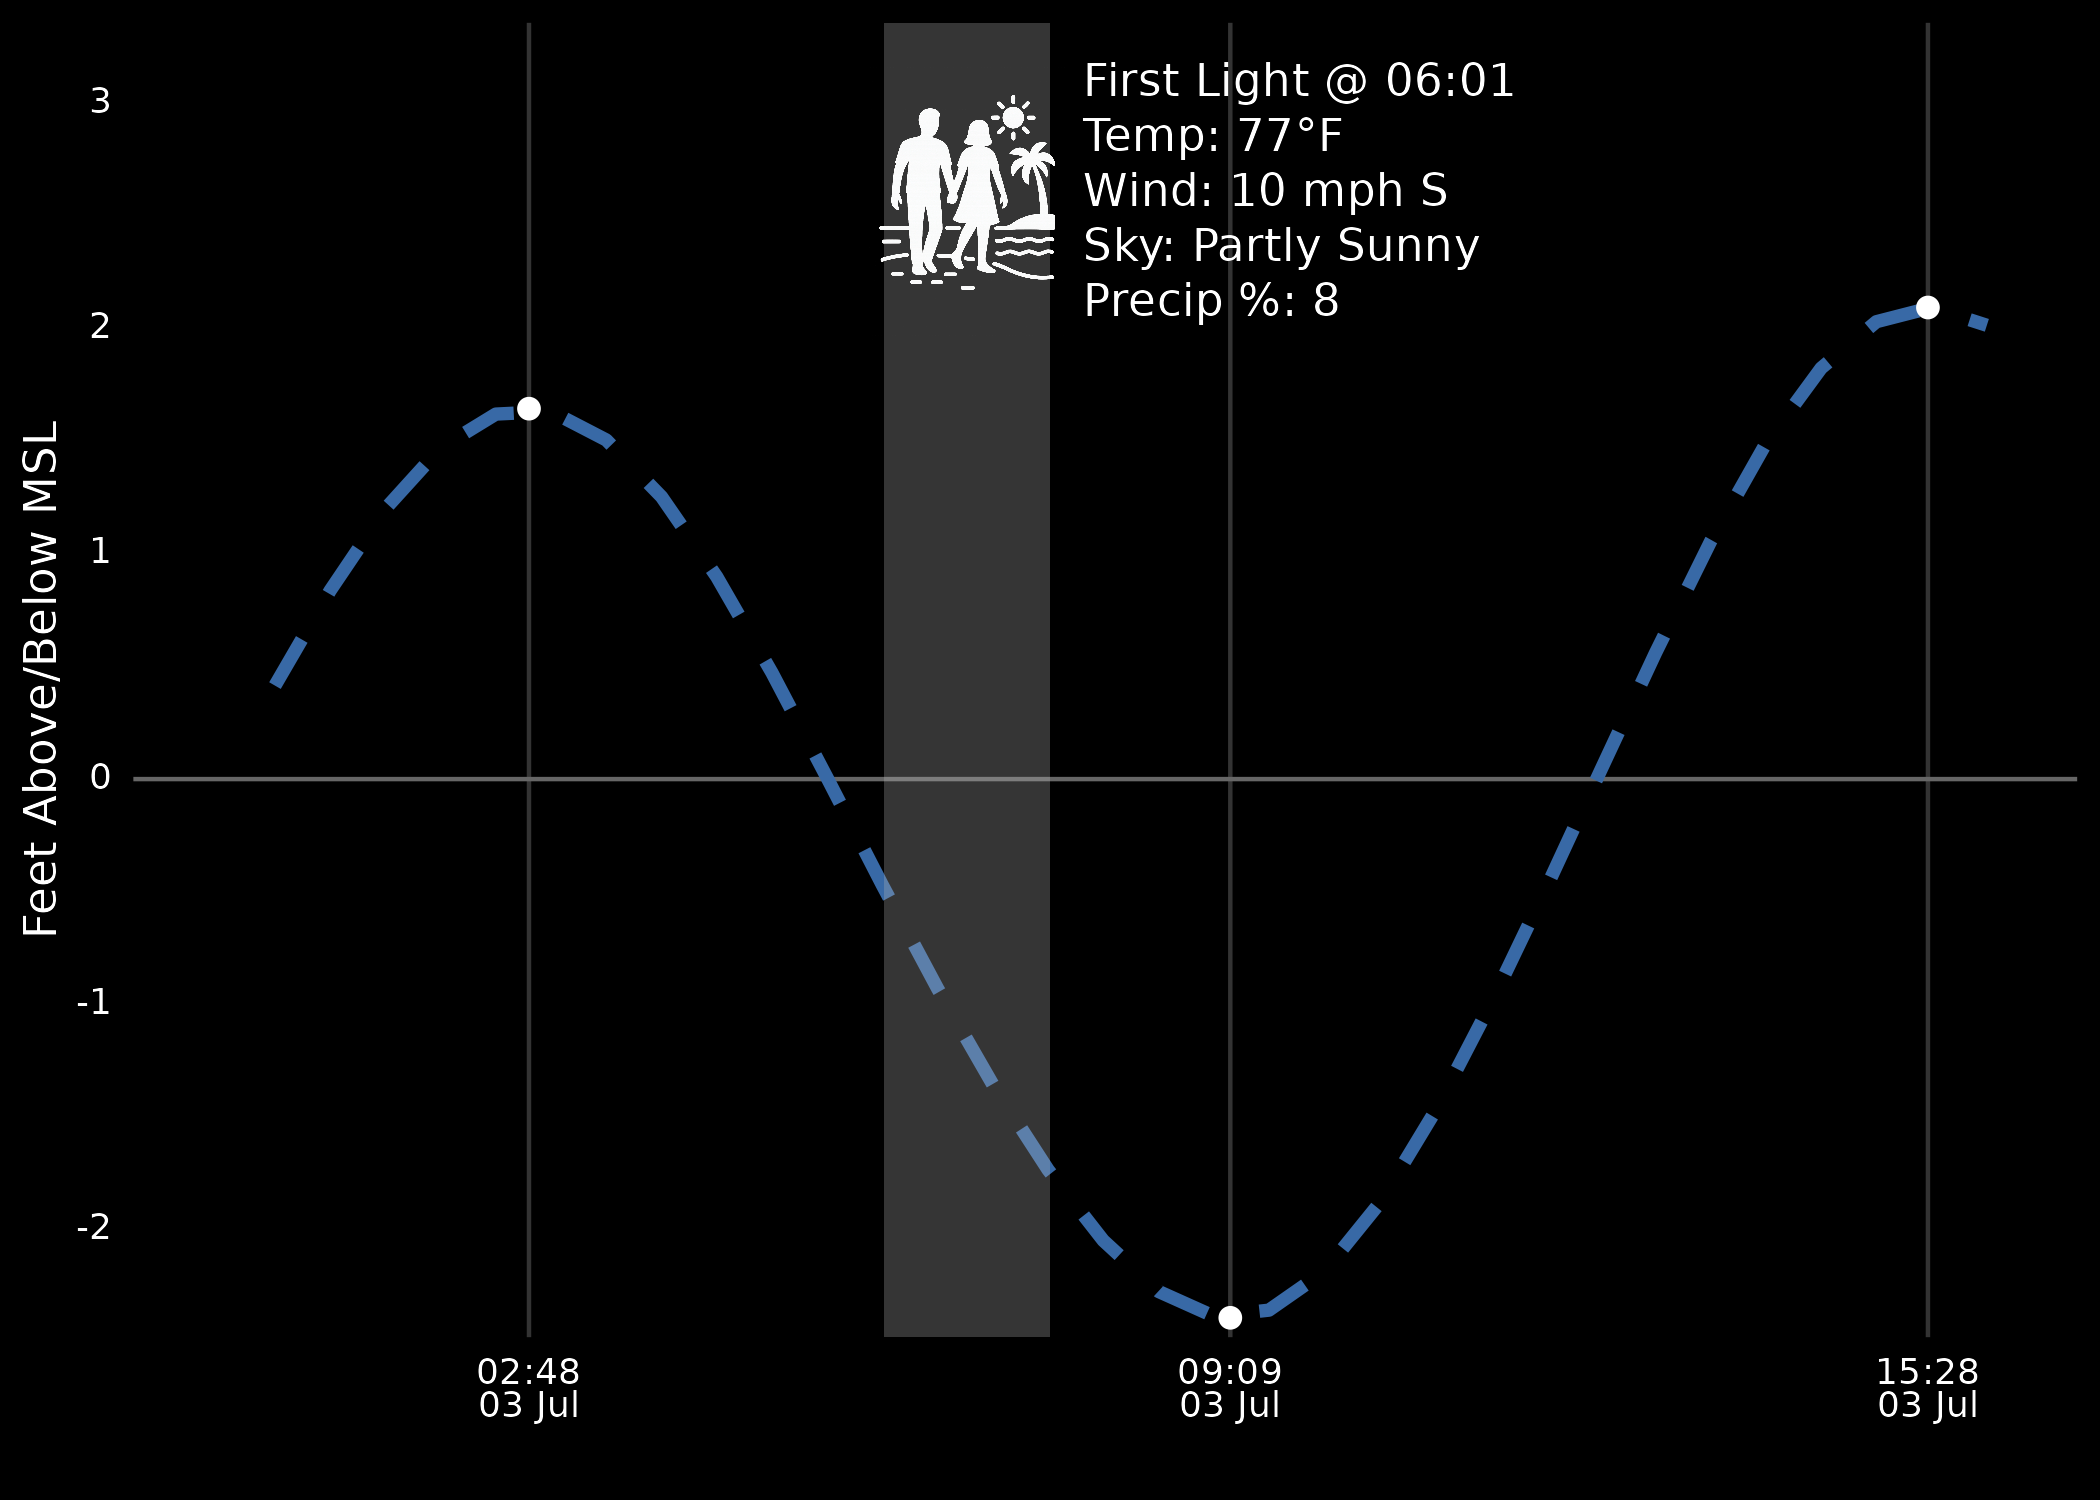 First Light @ 06:01
Temp: 77°F
Wind: 10 mph S
Sky: Partly Sunny
Precip %: 8
3
2
1
0
-1
-2
Feet Above/Below MSL
02:48
03 Jul
09:09
03 Jul
15:28
03 Jul